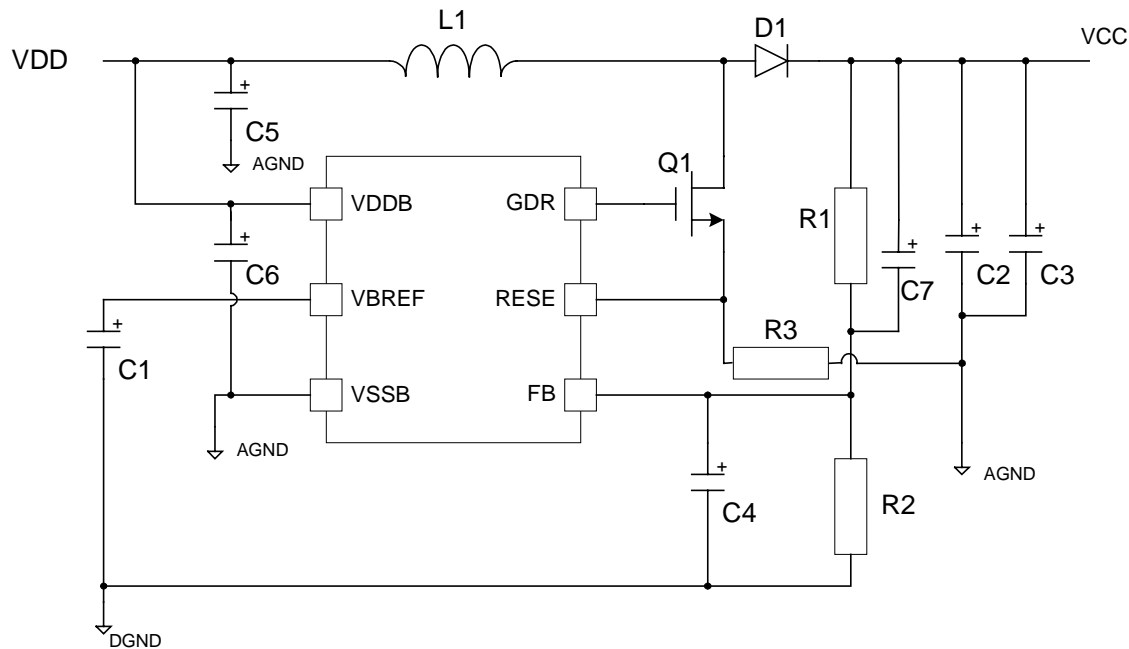 L1
D1
VCC
VDD
+
C5
AGND
Q1
VDDB
GDR
R1
+
C6
+
C7
+
C2
+
C3
VBREF
RESE
+
C1
R3
VSSB
FB
AGND
AGND
+
C4
R2
DGND